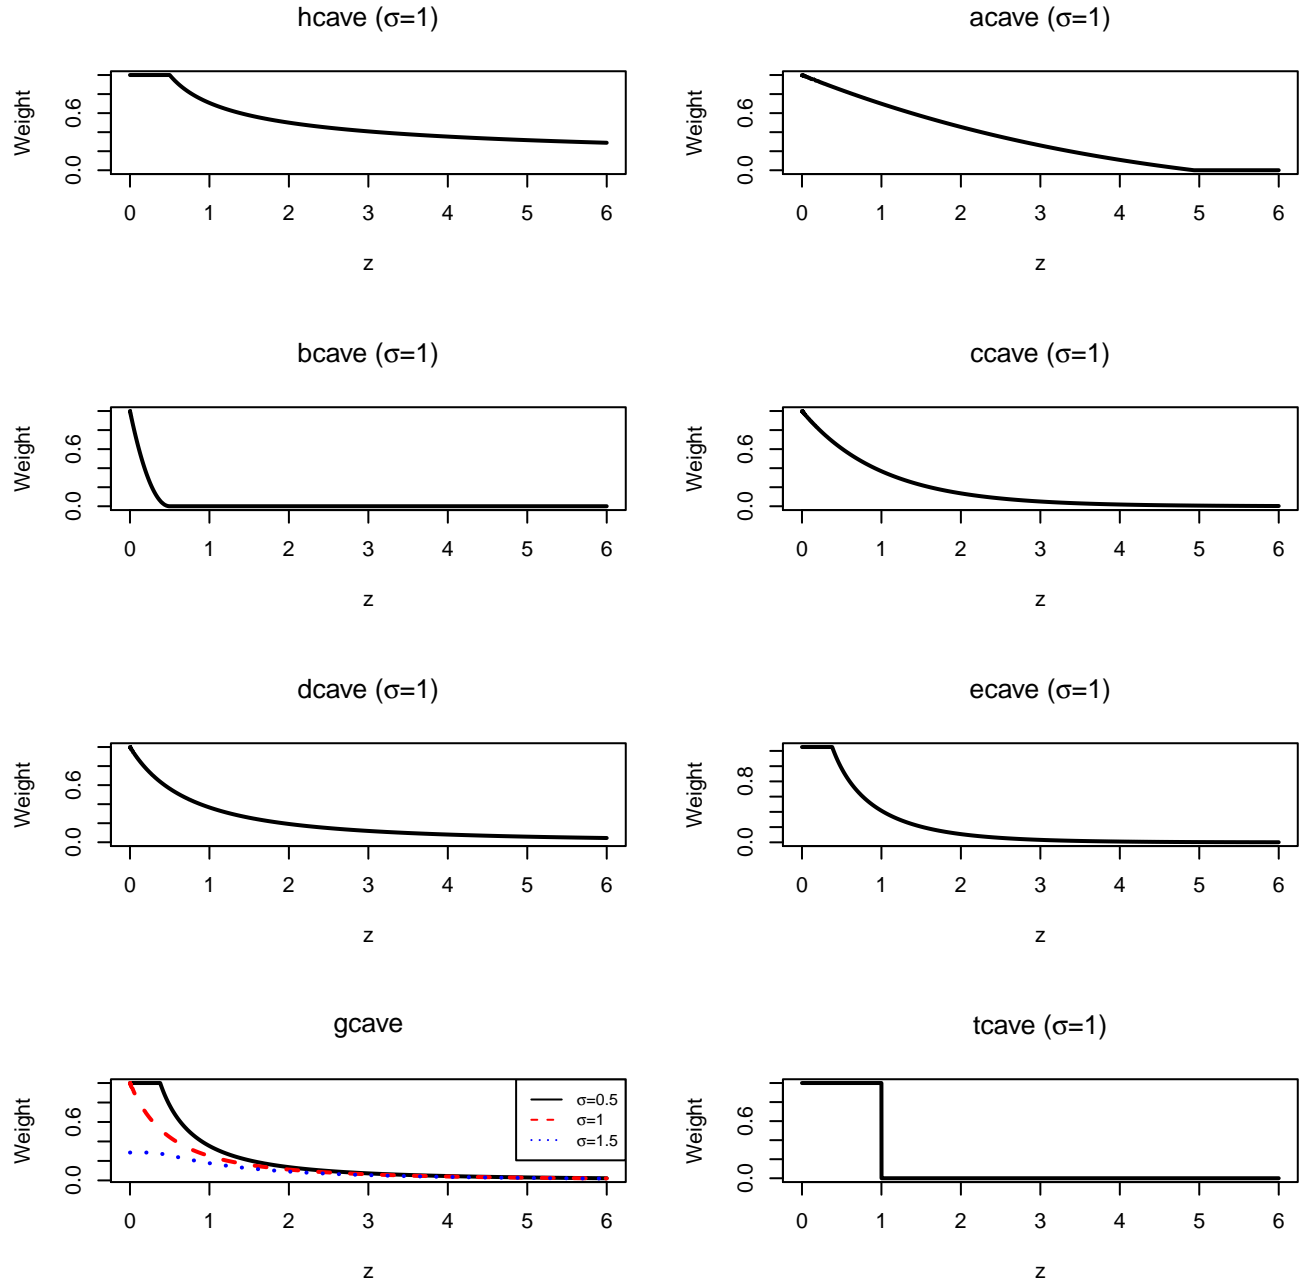 hcave (σ=1)
Weight
0.0 0.6
0 1 2 3 4 5 6
z
acave (σ=1)
Weight
0.0 0.6
0 1 2 3 4 5 6
z
bcave (σ=1)
Weight
0.0 0.6
0 1 2 3 4 5 6
z
ccave (σ=1)
Weight
0.0 0.6
0 1 2 3 4 5 6
z
dcave (σ=1)
Weight
0.0 0.6
0 1 2 3 4 5 6
z
ecave (σ=1)
Weight
0.0 0.8
0 1 2 3 4 5 6
z
gcave
Weight
0.0 0.6
σ=0.5
σ=1
σ=1.5
0 1 2 3 4 5 6
z
tcave (σ=1)
Weight
0.0 0.6
0 1 2 3 4 5 6
z